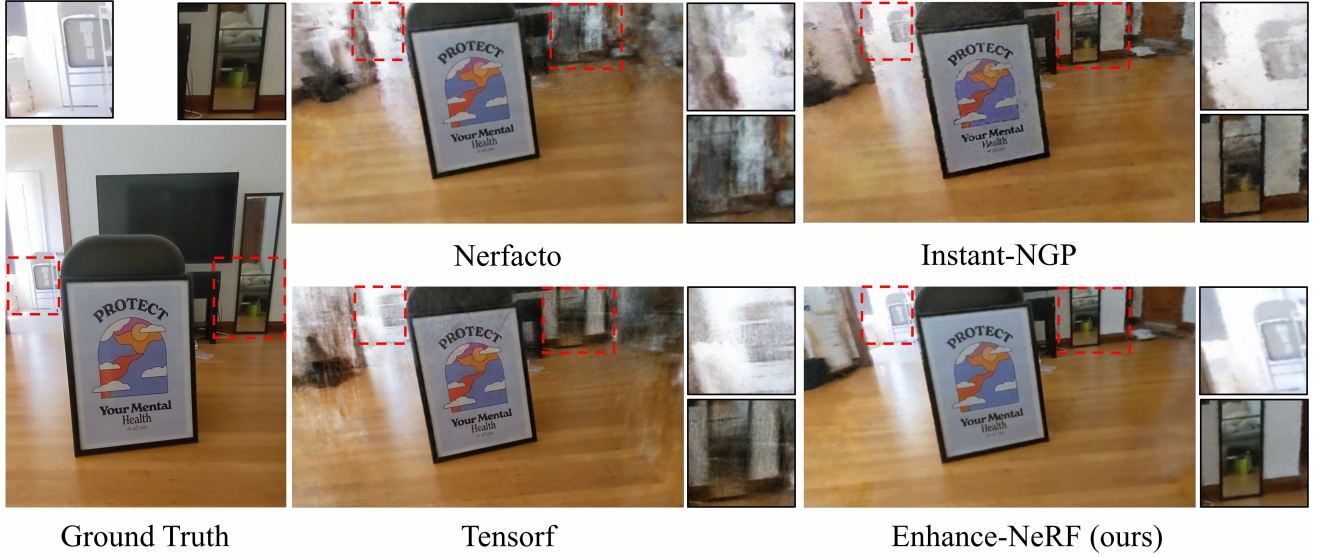 PROTECT
Your Mental
Health
Nerfacto
PROTECT
Your Mental
Health
Instant-NGP
PROTECT
Your Mental
Health
Ground Truth
PROTECT
Your Mental
Health
Tensorf
PROTECT
Your Mental
Health
Enhance-NeRF (ours)